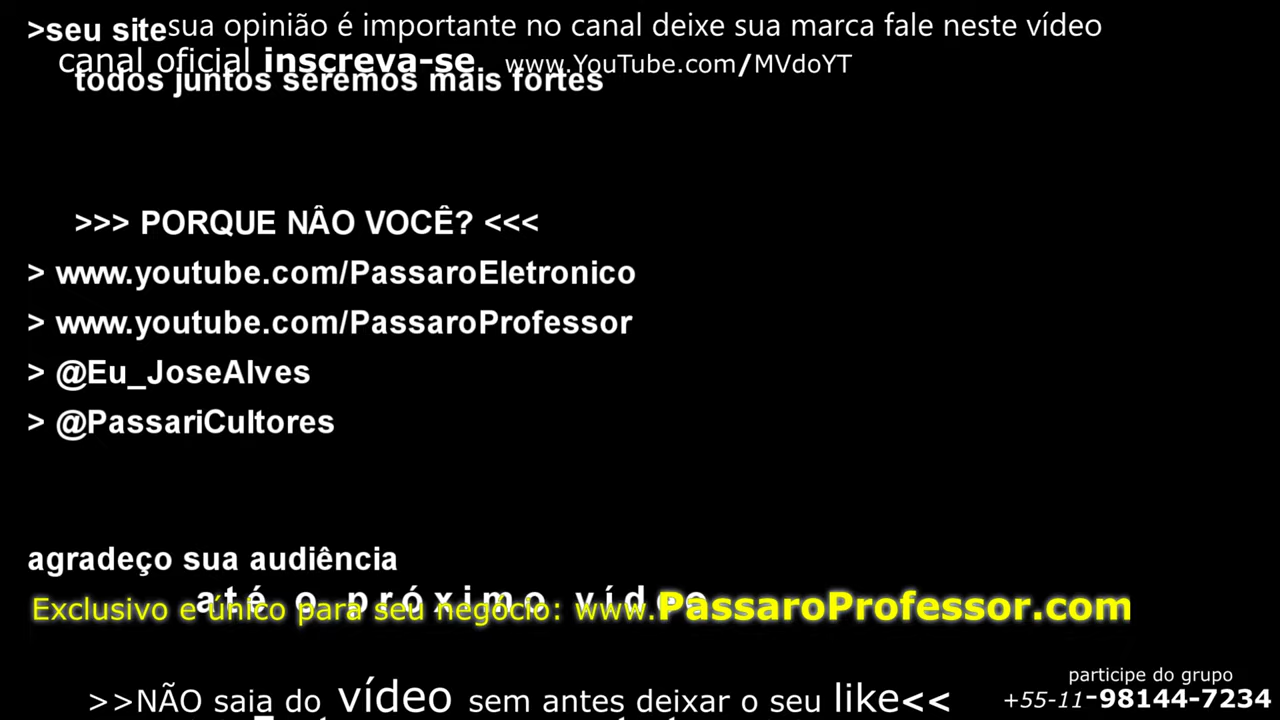 >seu site
sua opinião é importante no canal deixe sua marca fale neste vídeo
canal oficial inscreva-se www.YouTube.com/MVdoYT
todos juntos seremos mais fortes
>>> PORQUE NÃO VOCÊ? <<<
> www.youtube.com/PassaroEletronico
> www.youtube.com/PassaroProfessor
> @Eu_JoseAlves
> @PassariCultores
agradeço sua audiência
até o próximo vídeo
Exclusivo e único para seu negócio: www.PassaroProfessor.com
participe do grupo
+55-11-98144-7234
>>NÃO saia do vídeo sem antes deixar o seu like<<